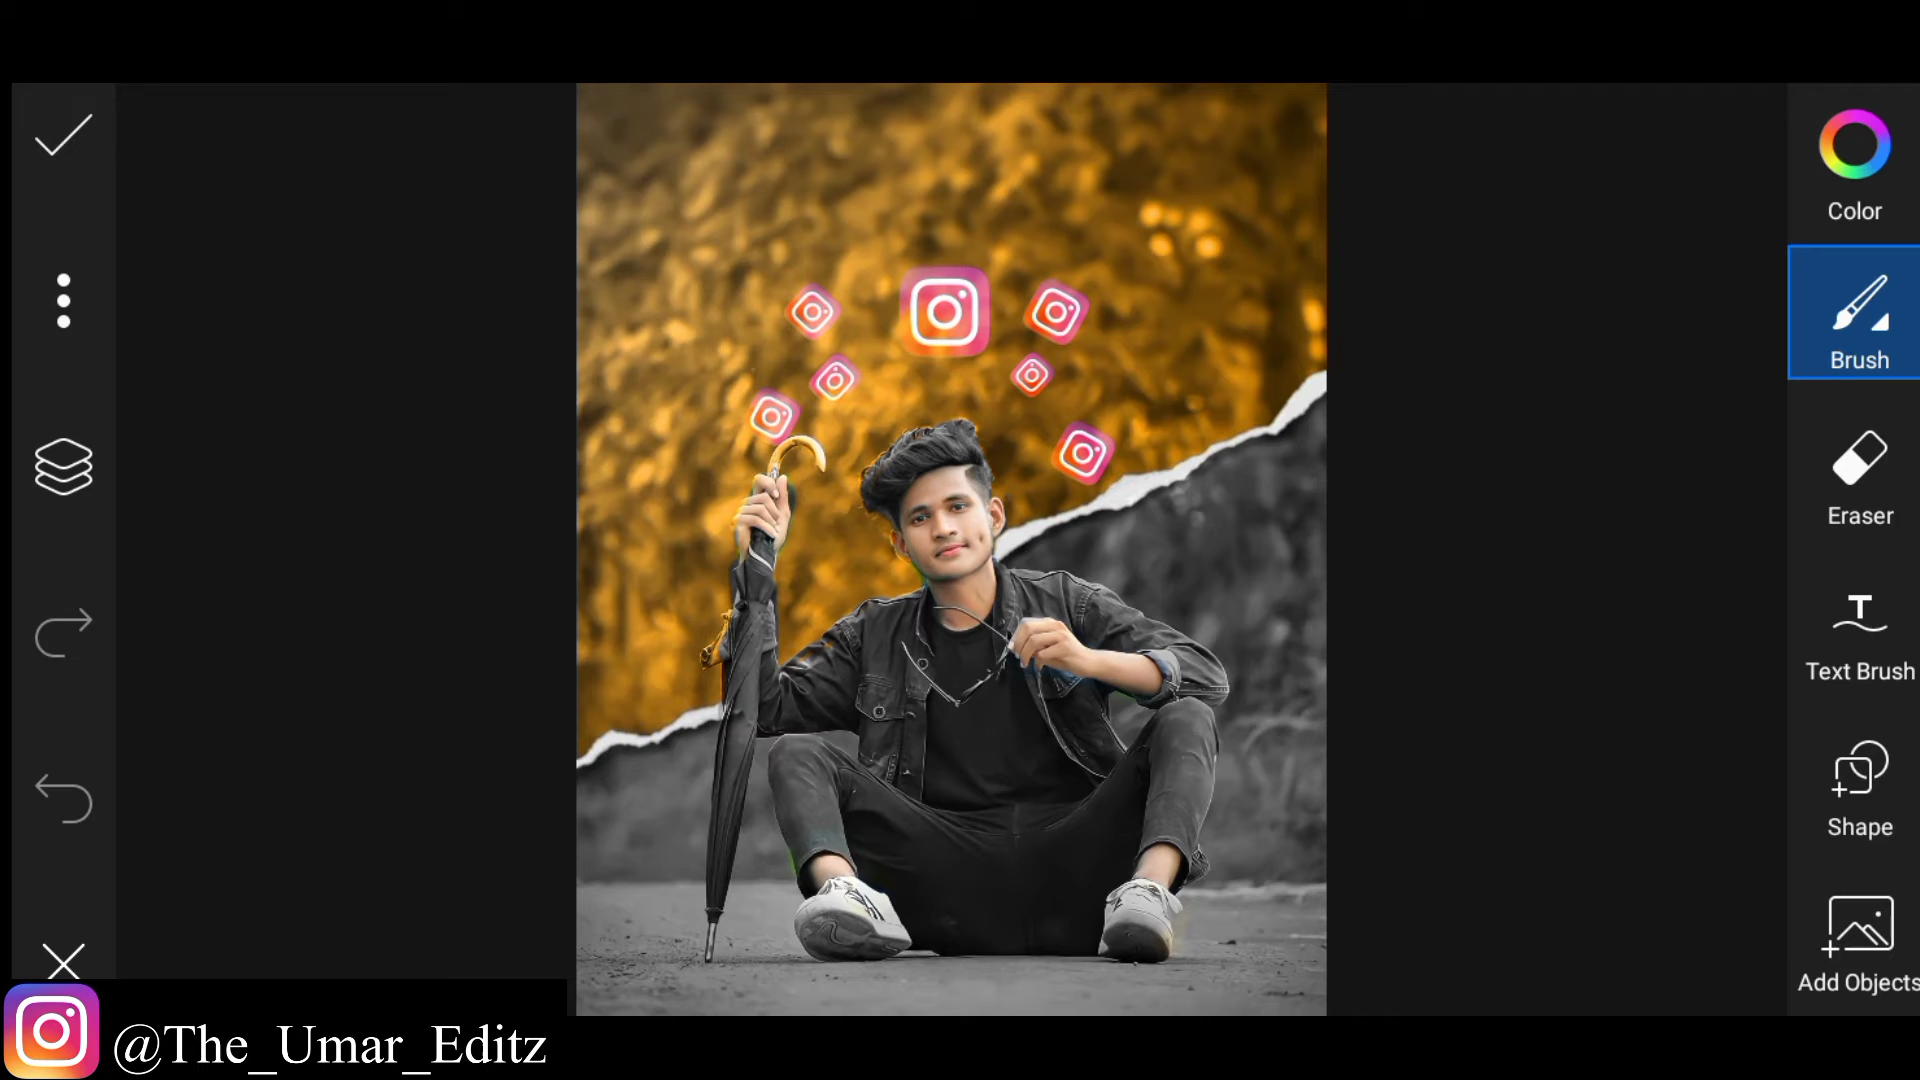 Color
Brush
Eraser
Text Brush
Shape
Add Objects
@The_Umar_Editz